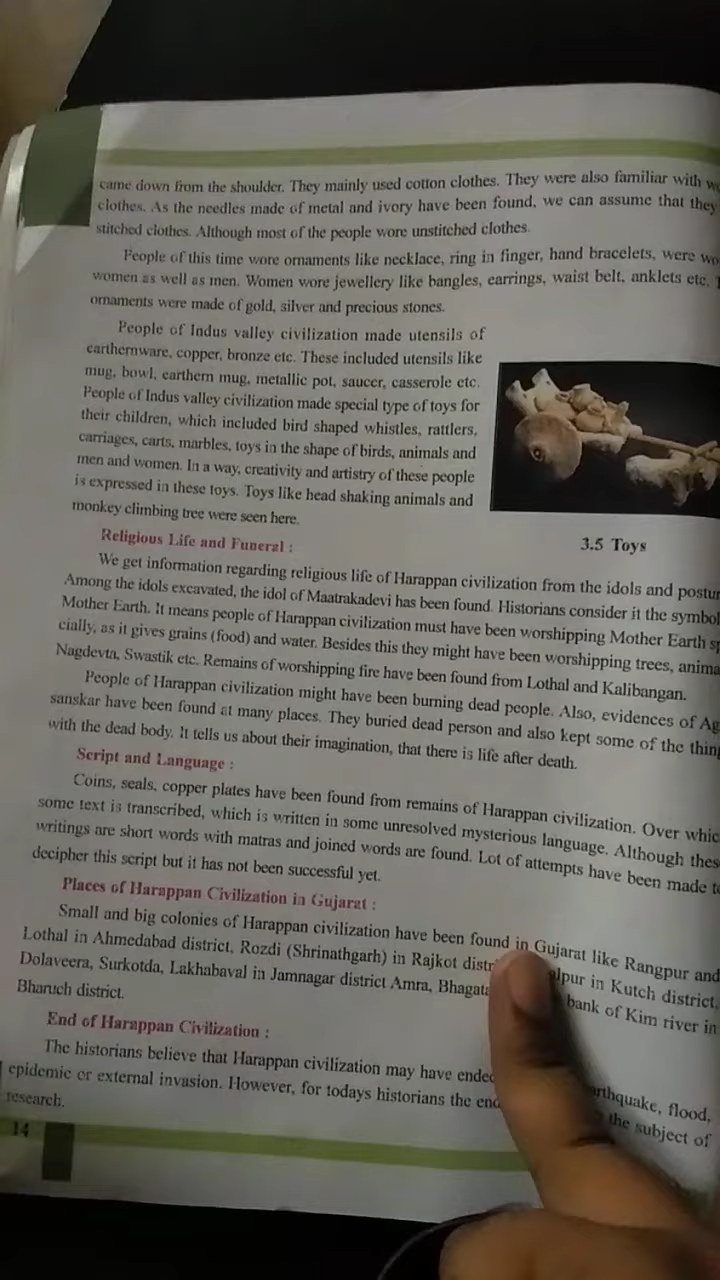 came down from the shoulder. They mainly used cotton clothes. They were also familiar with
clothes. As the needles made of metal and ivory have been found, we can assume that they
stitched clothes. Although most of the people wore unstitched clothes.
People of this time wore ornaments like necklace, ring in finger, hand bracelets, were
women as well as men. Women wore jewellery like bangles, earrings, waist belt, anklets etc.
ornaments were made of gold, silver and precious stones.
People of Indus valley civilization made utensils of
earthernware, copper, bronze etc. These included utensils like
mug, bowl, earthern mug, metallic pot, saucer, casserole etc.
People of Indus valley civilization made special type of toys for
their children, which included bird shaped whistles, rattlers,
carriages, carts, marbles, toys in the shape of birds, animals and
men and women. In a way, creativity and artistry of these people
is expressed in these toys. Toys like head shaking animals and
monkey climbing tree were seen here.
3.5 Toys
Religious Life and Funeral :
We get information regarding religious life of Harappan civilization from the idols and
Among the idols excavated, the idol of Maatrakadevi has been found. Historians consider it the symbol
Mother Earth. It means people of Harappan civilization must have been worshipping Mother Earth
cially, as it gives grains (food) and water. Besides this they might have been worshipping trees,
Nagdevta, Swastik etc. Remains of worshipping fire have been found from Lothal and Kalibangan.
People of Harappan civilization might have been burning dead people. Also, evidences of
sanskar have been found at many places. They buried dead person and also kept some of the
with the dead body. It tells us about their imagination, that there is life after death.
Script and Language :
Coins, seals, copper plates have been found from remains of Harappan civilization. Over
some text is transcribed, which is written in some unresolved mysterious language. Although
writings are short words with matras and joined words are found. Lot of attempts have been made
decipher this script but it has not been successful yet.
Places of Harappan Civilization in Gujarat :
Small and big colonies of Harappan civilization have been found in Gujarat like Rangpur and
Lothal in Ahmedabad district, Rozdi (Shrinathgarh) in Rajkot in Kutch district,
Dolaveera, Surkotda, Lakhabaval in Jamnagar district Amra, bank of Kim river in
Bharuch district.
End of Harappan Civilization :
The historians believe that Harappan civilization may have flood,
epidemic or external invasion. However, for todays historians the the subject of
research.
14